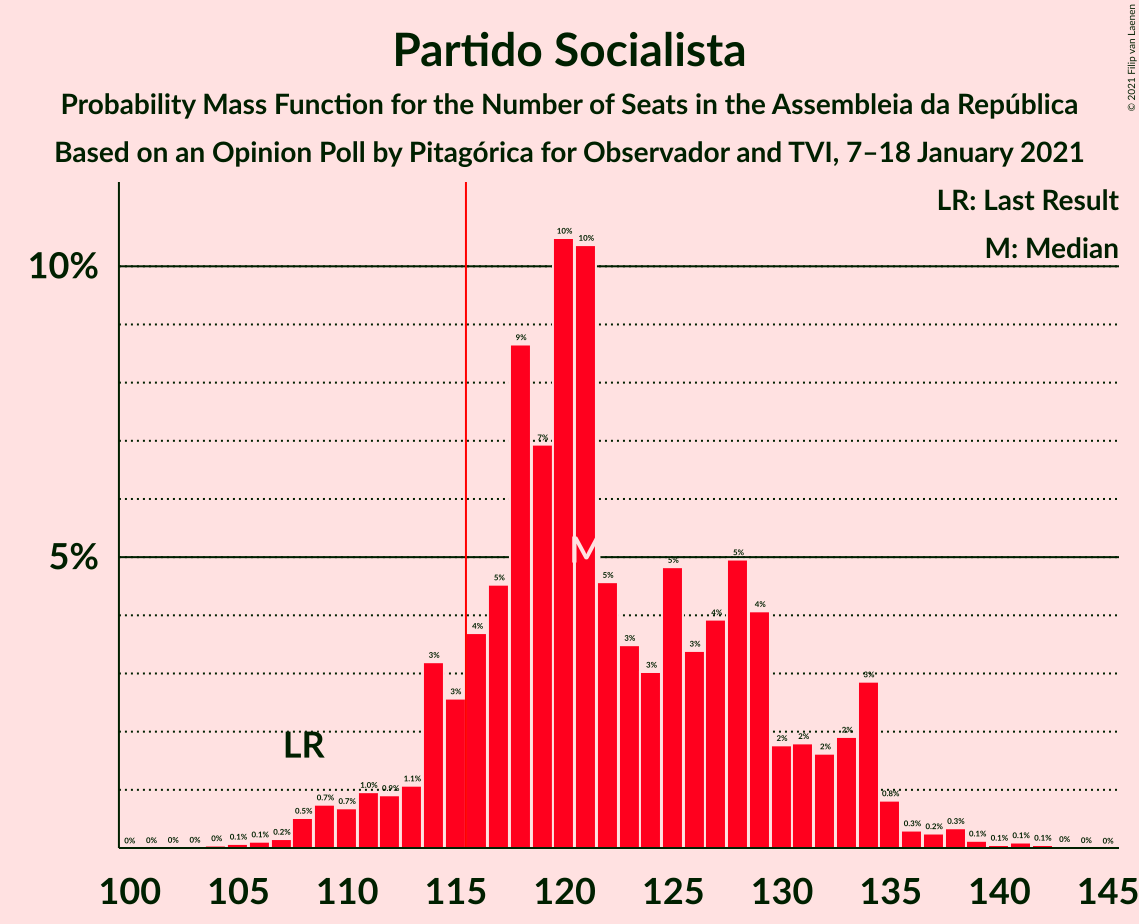 Partido Socialista
Probability Mass Function for the Number of Seats in the Assembleia da República
Based on an Opinion Poll by Pitagórica for Observador and TVI, 7–18 January 2021
© 2021 Filip van Laenen
LR: Last Result
M: Median
10%
5%
0% 0% 0% 0% 0% 0.1% 0.1% 0.2% 0.5% 0.7% 0.7% 1.0% 0.9% 1.1% 3% 3% 4% 5% 9% 7% 10% 10% 5% 3% 3% 5% 3% 4% 5% 4% 2% 2% 2% 2% 3% 0.8% 0.3% 0.2% 0.3% 0.1% 0.1% 0.1% 0.1% 0% 0% 0%
M
LR
100 105 110 115 120 125 130 135 140 145